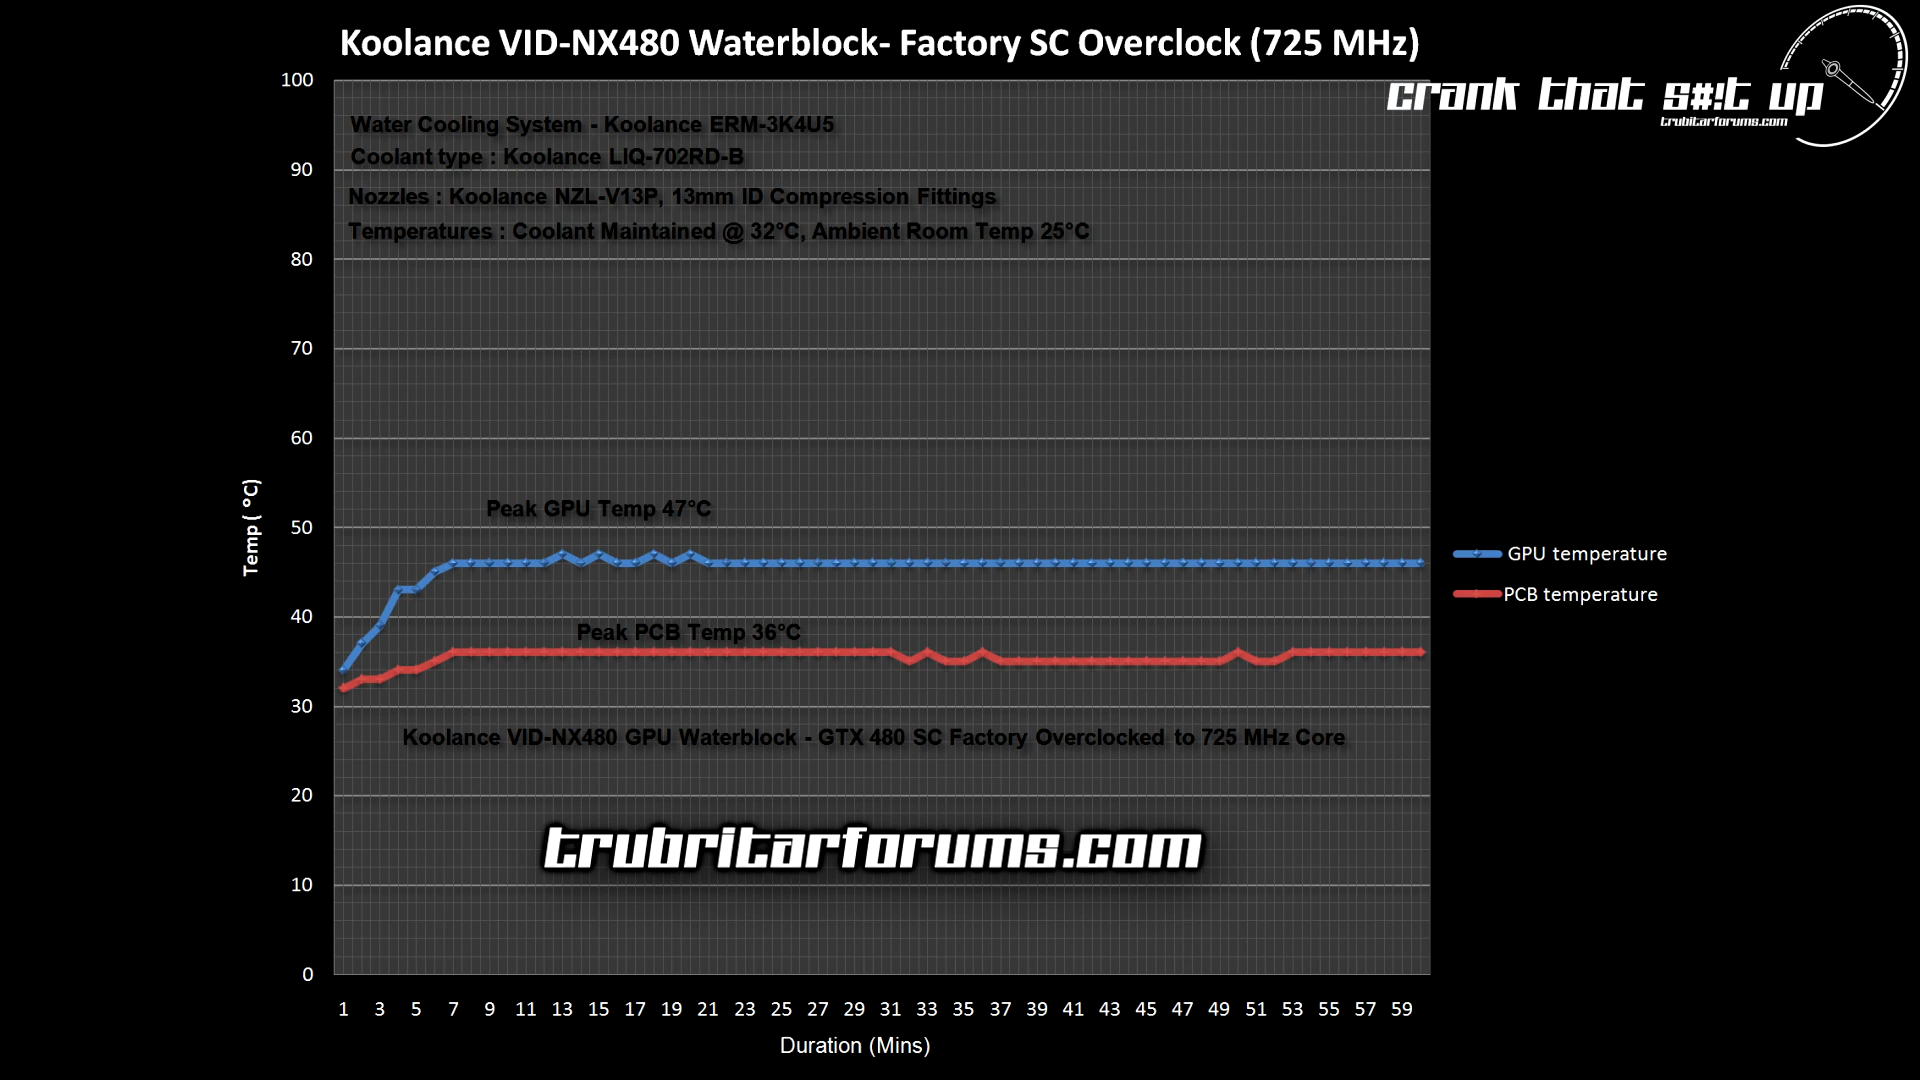 Koolance VID-NX480 Waterblock- Factory SC Overclock (725 MHz)
crank that s#!t up
trubitarforums.com
100
Water Cooling System - Koolance ERM-3K4U5
Coolant type : Koolance LIQ-702RD-B
90
Nozzles : Koolance NZL-V13P, 13mm ID Compression Fittings
Temperatures : Coolant Maintained @ 32°C, Ambient Room Temp 25°C
80
70
60
Peak GPU Temp 47°C
50
Temp ( °C)
GPU temperature
PCB temperature
40
Peak PCB Temp 36°C
30
Koolance VID-NX480 GPU Waterblock - GTX 480 SC Factory Overclocked to 725 MHz Core
20
trubritarforums.com
10
0
1 3 5 7 9 11 13 15 17 19 21 23 25 27 29 31 33 35 37 39 41 43 45 47 49 51 53 55 57 59
Duration (Mins)